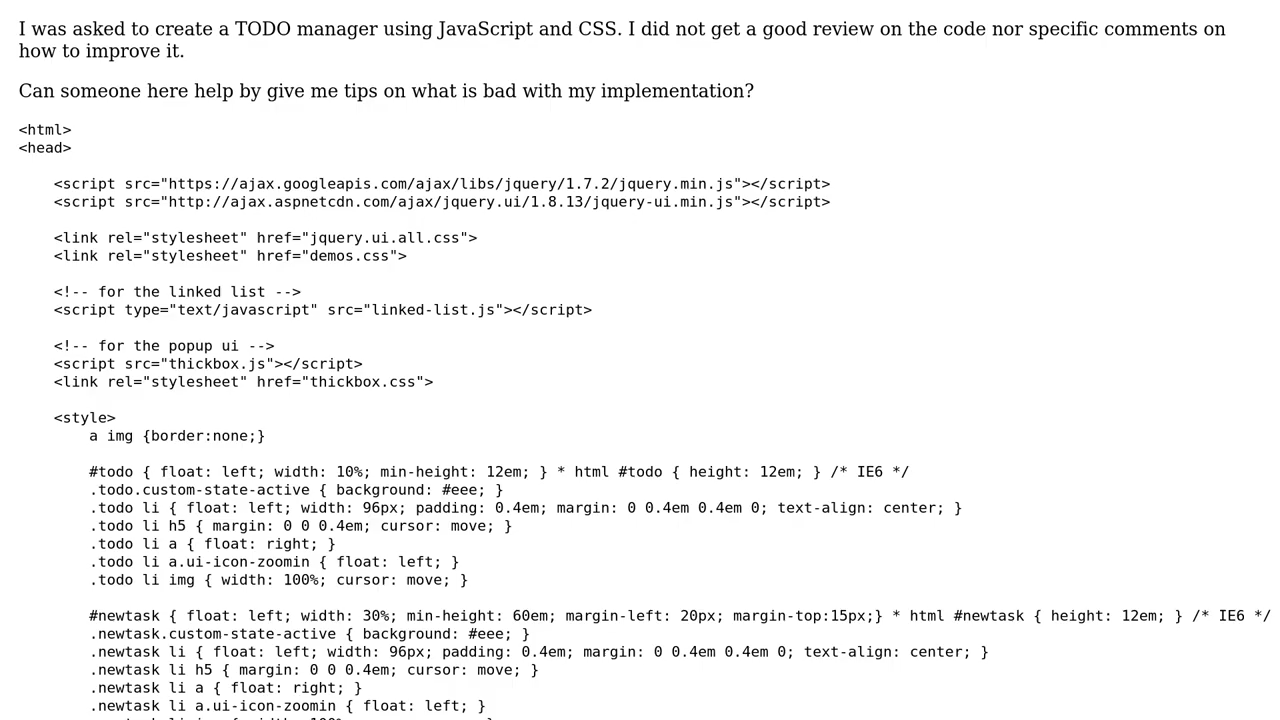 I was asked to create a TODO manager using JavaScript and CSS. I did not get a good review on the code nor specific comments on
how to improve it.
Can someone here help by give me tips on what is bad with my implementation?
<html>
<head>
<script src="https://ajax.googleapis.com/ajax/libs/jquery/1.7.2/jquery.min.js"></script>
<script src="http://ajax.aspnetcdn.com/ajax/jquery.ui/1.8.13/jquery-ui.min.js"></script>
<link rel="stylesheet" href="jquery.ui.all.css">
<link rel="stylesheet" href="demos.css">
<!-- for the linked list -->
<script type="text/javascript" src="linked-list.js"></script>
<!-- for the popup ui -->
<script src="thickbox.js"></script>
<link rel="stylesheet" href="thickbox.css">
<style>
a img {border:none;}
#todo { float: left; width: 10%; min-height: 12em; } * html #todo { height: 12em; } /* IE6 */
.todo.custom-state-active { background: #eee; }
.todo li { float: left; width: 96px; padding: 0.4em; margin: 0 0.4em 0.4em 0; text-align: center; }
.todo li h5 { margin: 0 0 0.4em; cursor: move; }
.todo li a { float: right; }
.todo li a.ui-icon-zoomin { float: left; }
.todo li img { width: 100%; cursor: move; }
#newtask { float: left; width: 30%; min-height: 60em; margin-left: 20px; margin-top:15px;} * html #newtask { height: 12em; } /* IE6 */
.newtask.custom-state-active { background: #eee; }
.newtask li { float: left; width: 96px; padding: 0.4em; margin: 0 0.4em 0.4em 0; text-align: center; }
.newtask li h5 { margin: 0 0 0.4em; cursor: move; }
.newtask li a { float: right; }
.newtask li a.ui-icon-zoomin { float: left; }